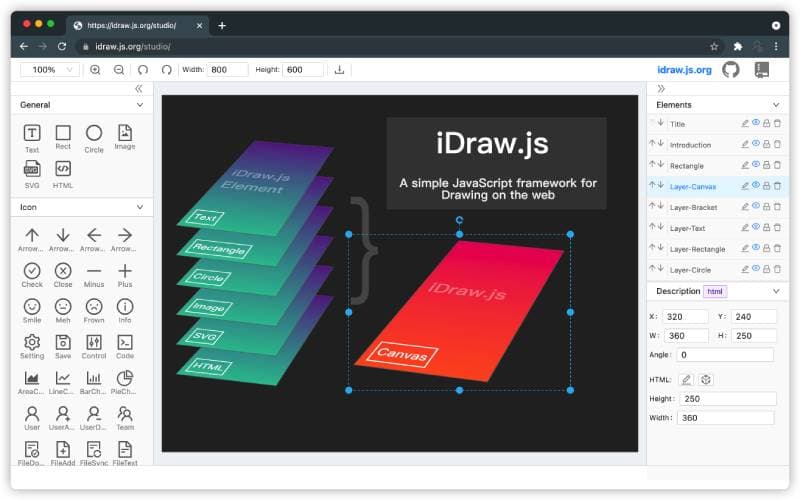 https://idraw.js.org/studio/
idraw.js.org/studio/
100%
Width: 800
Height: 600
idraw.js.org
General
Text
Rect
Circle
Image
SVG
HTML
Icon
Arrow...
Arrow...
Arrow...
Arrow...
Check
Close
Minus
Plus
Smile
Meh
Frown
Info
Setting
Save
Control
Code
AreaC...
LineC...
BarCh...
PieCh...
User
UserA...
UserD...
Team
FileDo...
FileAdd
FileSync
FileText
iDraw.js
Element
Text
Rectangle
Circle
Image
SVG
HTML
}
iDraw.js
A simple JavaScript framework for
Drawing on the web
iDraw.js
Canvas
Elements
Title
Introduction
Rectangle
Layer-Canvas
Layer-Bracket
Layer-Text
Layer-Rectangle
Layer-Circle
Description html
X: 320 Y: 240
W: 360 H: 250
Angle: 0
HTML:
Height: 250
Width: 360